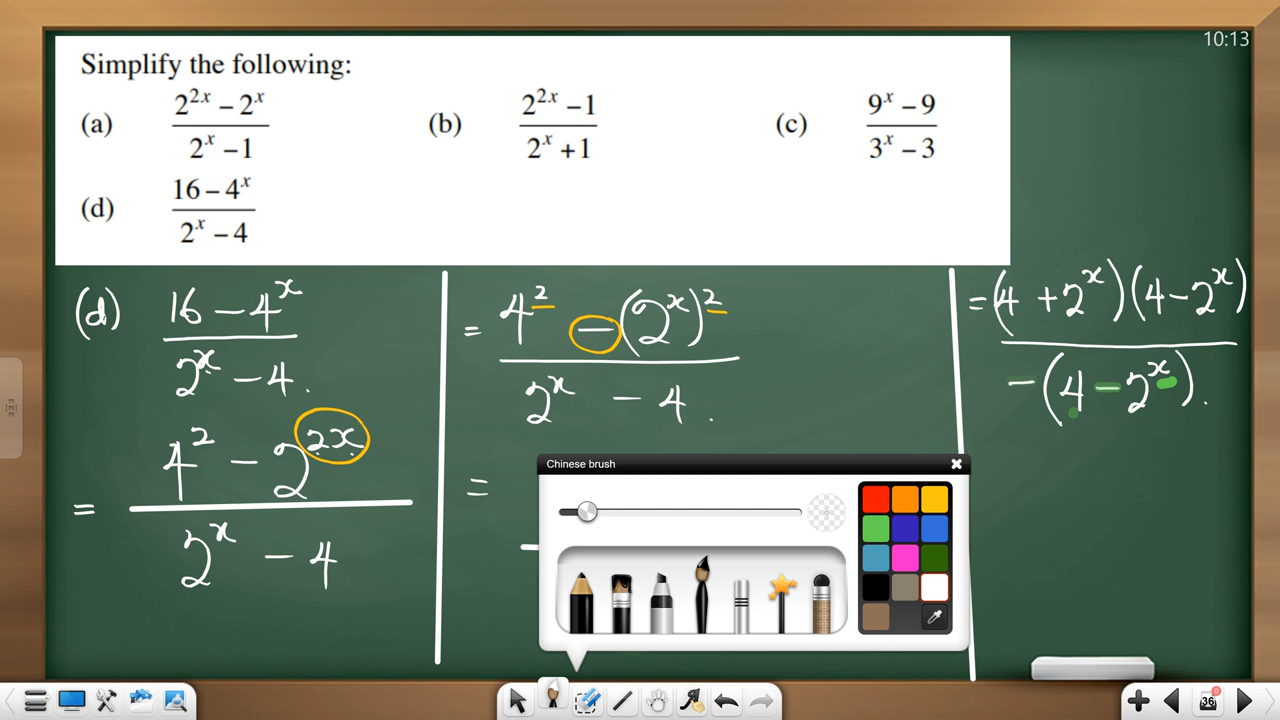 10:13
Simplify the following:
(a) (2^{2x} − 2^x)/(2^x − 1) (b) (2^{2x} − 1)/(2^x + 1) (c) (9^x − 9)/(3^x − 3)
(d) (16 − 4^x)/(2^x − 4)
(d) (16 − 4^x)/(2^x − 4).
= (4^2 − 2^{2x})/(2^x − 4)
= (4^2 − (2^x)^2)/(2^x − 4).
=
= (4 + 2^x)(4 − 2^x)/−(4 − 2^x).
Chinese brush
36
0